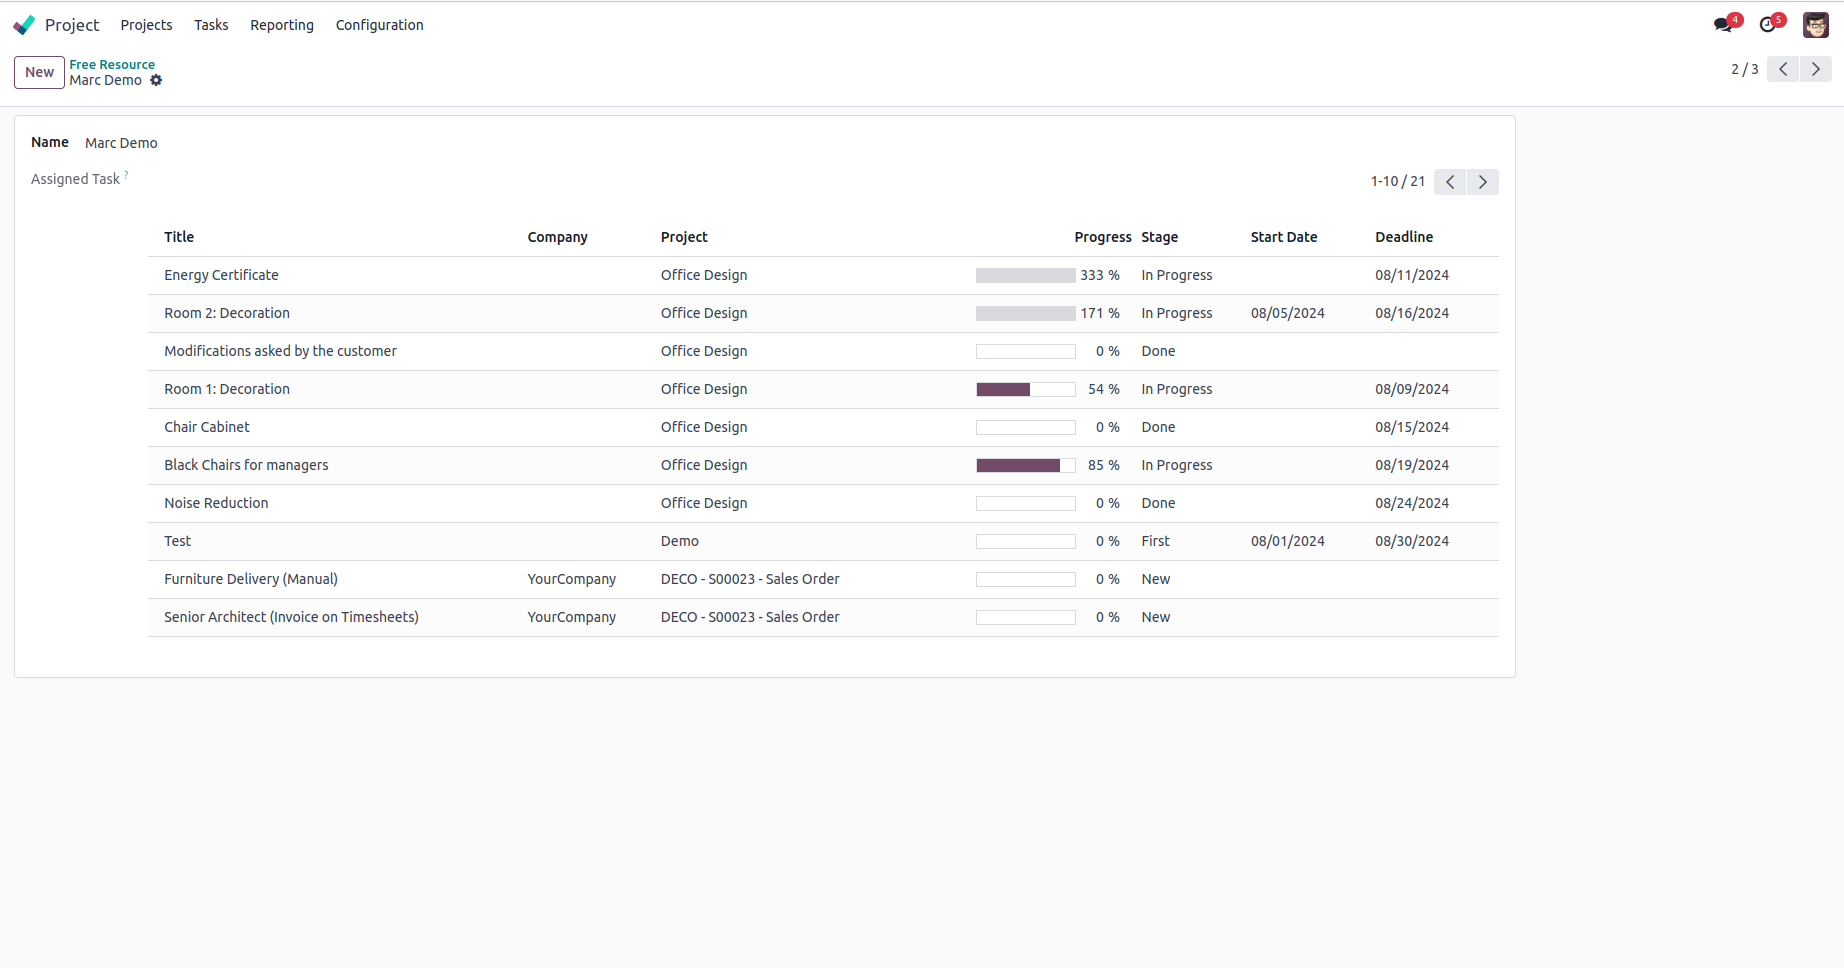 Project Projects Tasks Reporting Configuration 4 5
New Free Resource
Marc Demo 2 / 3
Name Marc Demo
Assigned Task ? 1-10 / 21
Title Company Project Progress Stage Start Date Deadline
Energy Certificate Office Design 333 % In Progress 08/11/2024
Room 2: Decoration Office Design 171 % In Progress 08/05/2024 08/16/2024
Modifications asked by the customer Office Design 0 % Done
Room 1: Decoration Office Design 54 % In Progress 08/09/2024
Chair Cabinet Office Design 0 % Done 08/15/2024
Black Chairs for managers Office Design 85 % In Progress 08/19/2024
Noise Reduction Office Design 0 % Done 08/24/2024
Test Demo 0 % First 08/01/2024 08/30/2024
Furniture Delivery (Manual) YourCompany DECO - S00023 - Sales Order 0 % New
Senior Architect (Invoice on Timesheets) YourCompany DECO - S00023 - Sales Order 0 % New